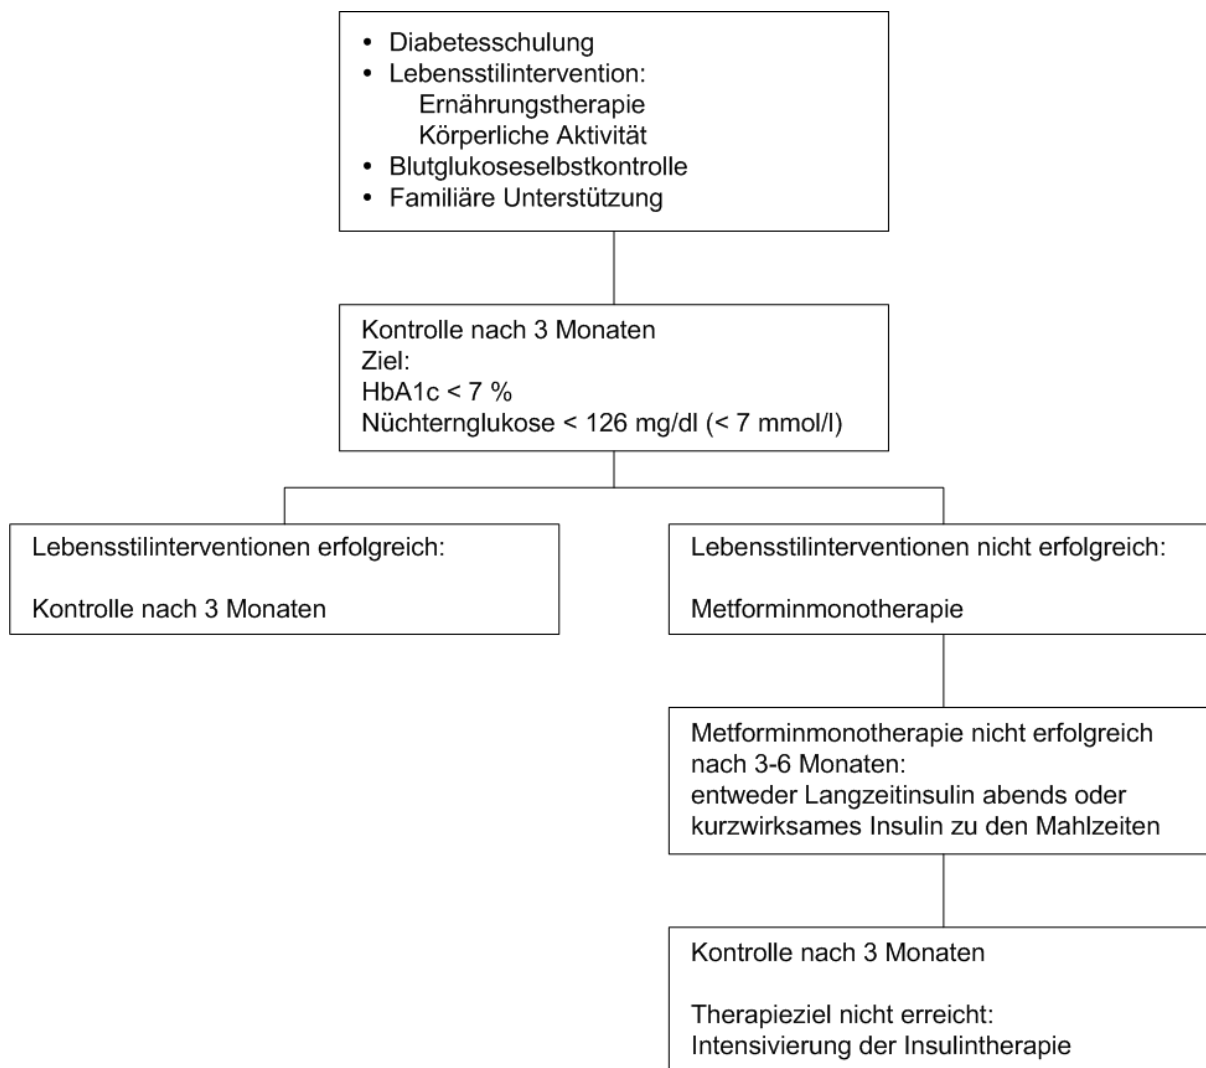 • Diabetesschulung
• Lebensstilintervention:
Ernährungstherapie
Körperliche Aktivität
• Blutglukoseselbstkontrolle
• Familiäre Unterstützung
Kontrolle nach 3 Monaten
Ziel:
HbA1c < 7 %
Nüchternglukose < 126 mg/dl (< 7 mmol/l)
Lebensstilinterventionen erfolgreich:
Kontrolle nach 3 Monaten
Lebensstilinterventionen nicht erfolgreich:
Metforminmonotherapie
Metforminmonotherapie nicht erfolgreich
nach 3-6 Monaten:
entweder Langzeitinsulin abends oder
kurzwirksames Insulin zu den Mahlzeiten
Kontrolle nach 3 Monaten
Therapieziel nicht erreicht:
Intensivierung der Insulintherapie